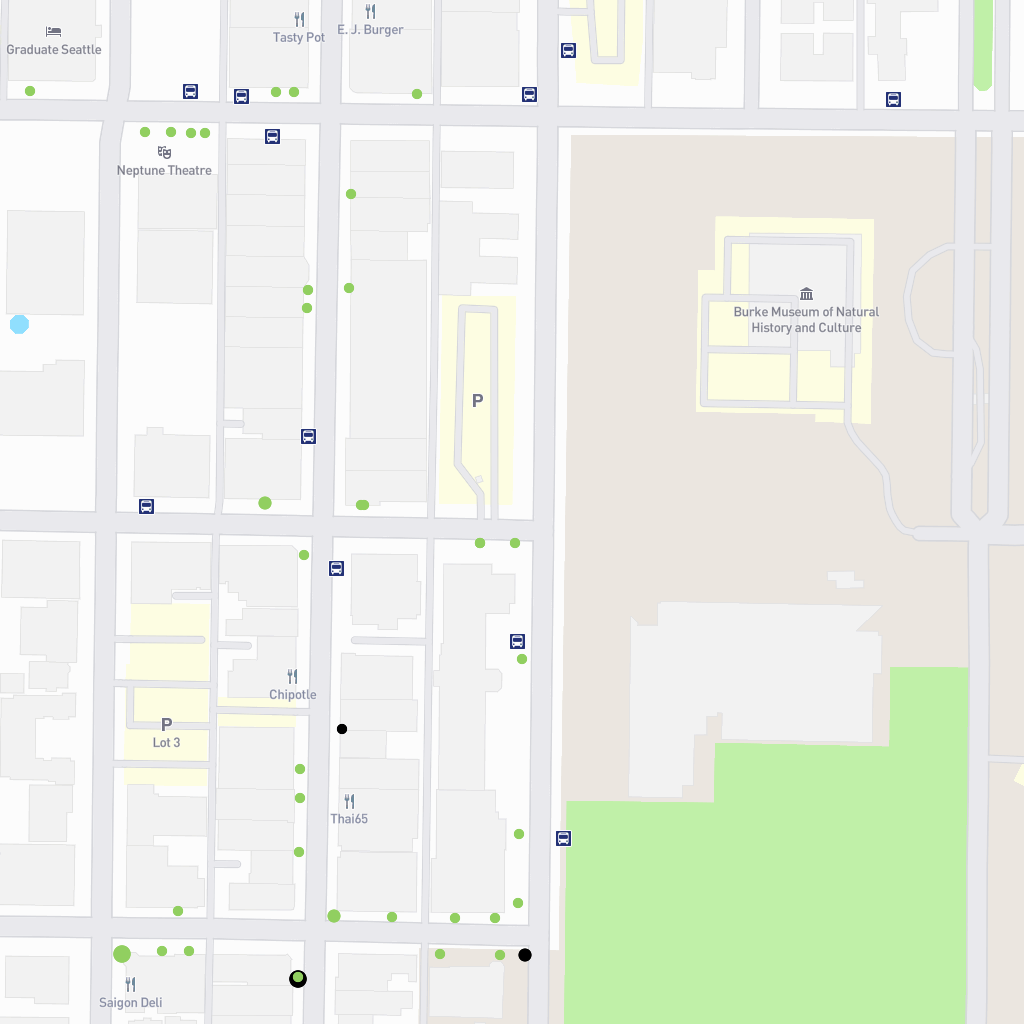 Graduate Seattle
Tasty Pot
E. J. Burger
Neptune Theatre
Burke Museum of Natural
History and Culture
P
Chipotle
P
Lot 3
Thai65
Saigon Deli